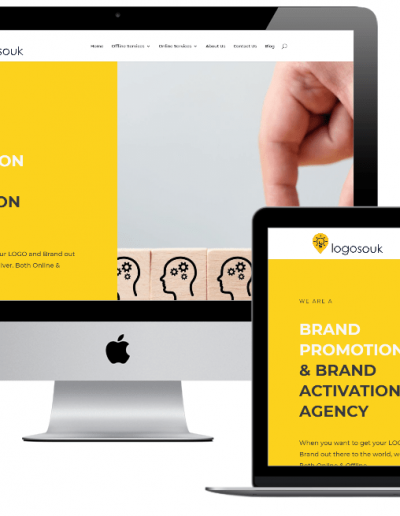 souk
Home Offline Services Online Services About Us Contact Us Blog
ON
ON
ur LOGO and Brand out
iver. Both Online &
logosouk
WE ARE A
BRAND
PROMOTION
& BRAND
ACTIVATION
AGENCY
When you want to get your LO
Brand out there to the world, w
Both Online & Offline